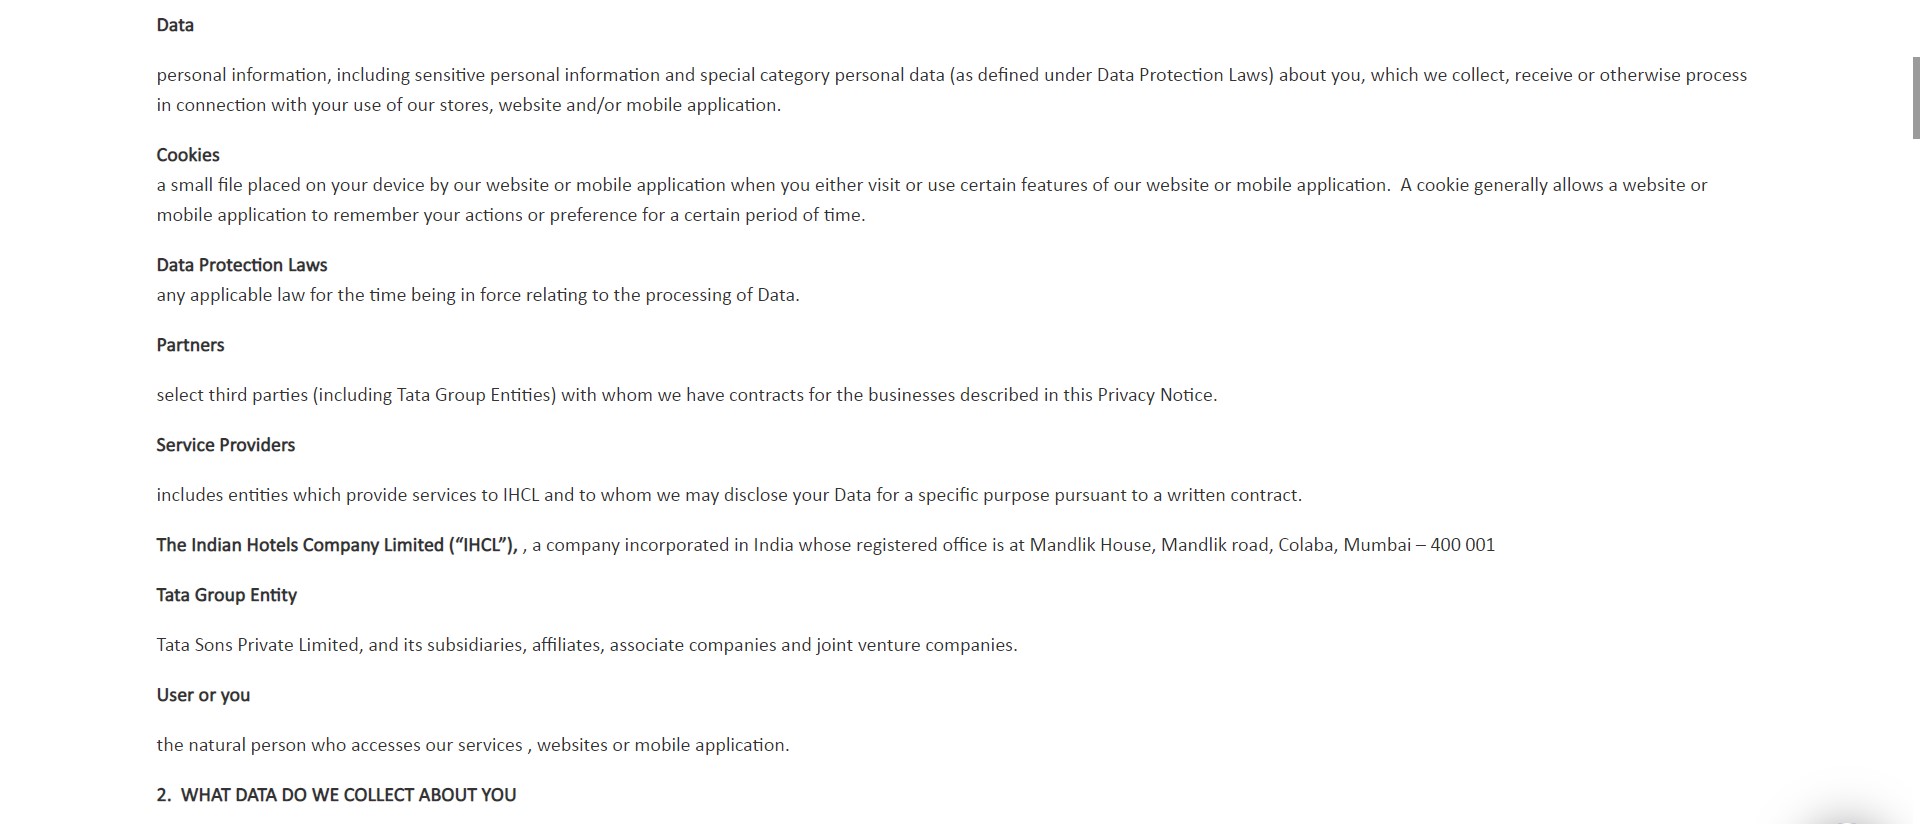 Data
personal information, including sensitive personal information and special category personal data (as defined under Data Protection Laws) about you, which we collect, receive or otherwise process
in connection with your use of our stores, website and/or mobile application.
Cookies
a small file placed on your device by our website or mobile application when you either visit or use certain features of our website or mobile application.  A cookie generally allows a website or
mobile application to remember your actions or preference for a certain period of time.
Data Protection Laws
any applicable law for the time being in force relating to the processing of Data.
Partners
select third parties (including Tata Group Entities) with whom we have contracts for the businesses described in this Privacy Notice.
Service Providers
includes entities which provide services to IHCL and to whom we may disclose your Data for a specific purpose pursuant to a written contract.
The Indian Hotels Company Limited (“IHCL”), , a company incorporated in India whose registered office is at Mandlik House, Mandlik road, Colaba, Mumbai – 400 001
Tata Group Entity
Tata Sons Private Limited, and its subsidiaries, affiliates, associate companies and joint venture companies.
User or you
the natural person who accesses our services , websites or mobile application.
2.  WHAT DATA DO WE COLLECT ABOUT YOU